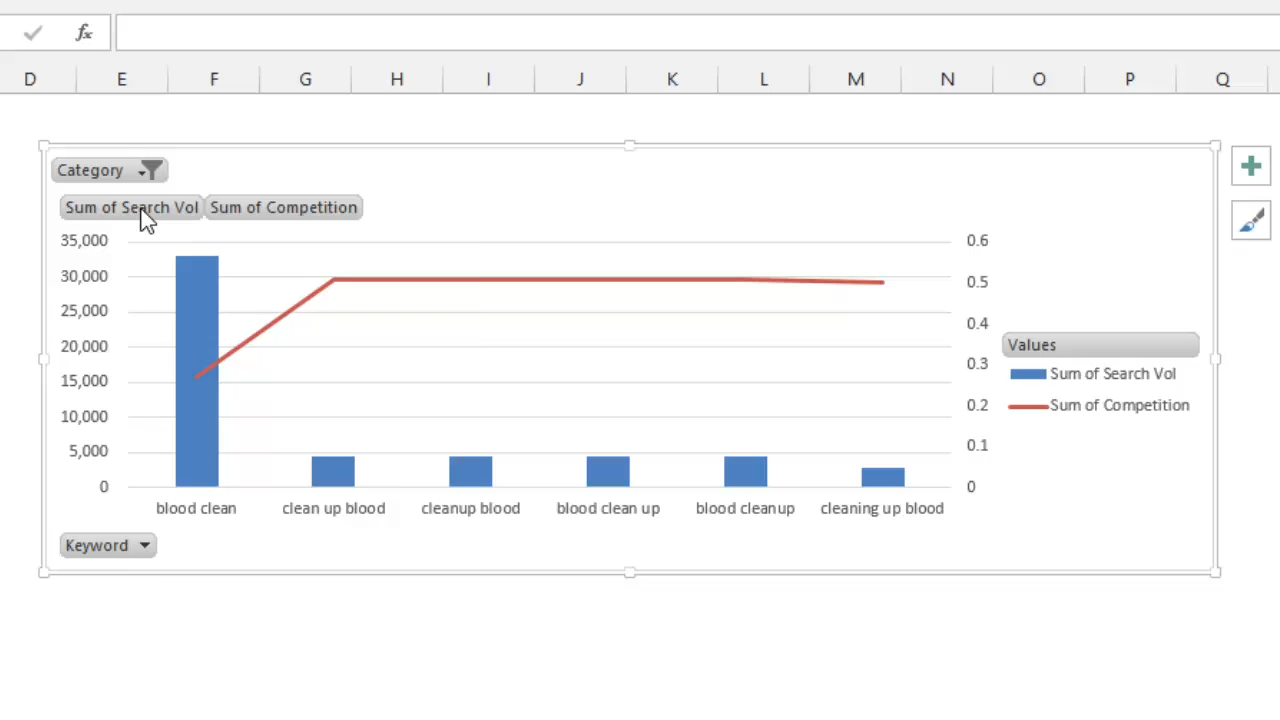 fx
D E F G H I J K L M N O P Q
Category
Sum of Search Vol Sum of Competition
35,000
30,000
25,000
20,000
15,000
10,000
5,000
0
0.6
0.5
0.4
0.3
0.2
0.1
0
Values
Sum of Search Vol
Sum of Competition
blood clean clean up blood cleanup blood blood clean up blood cleanup cleaning up blood
Keyword